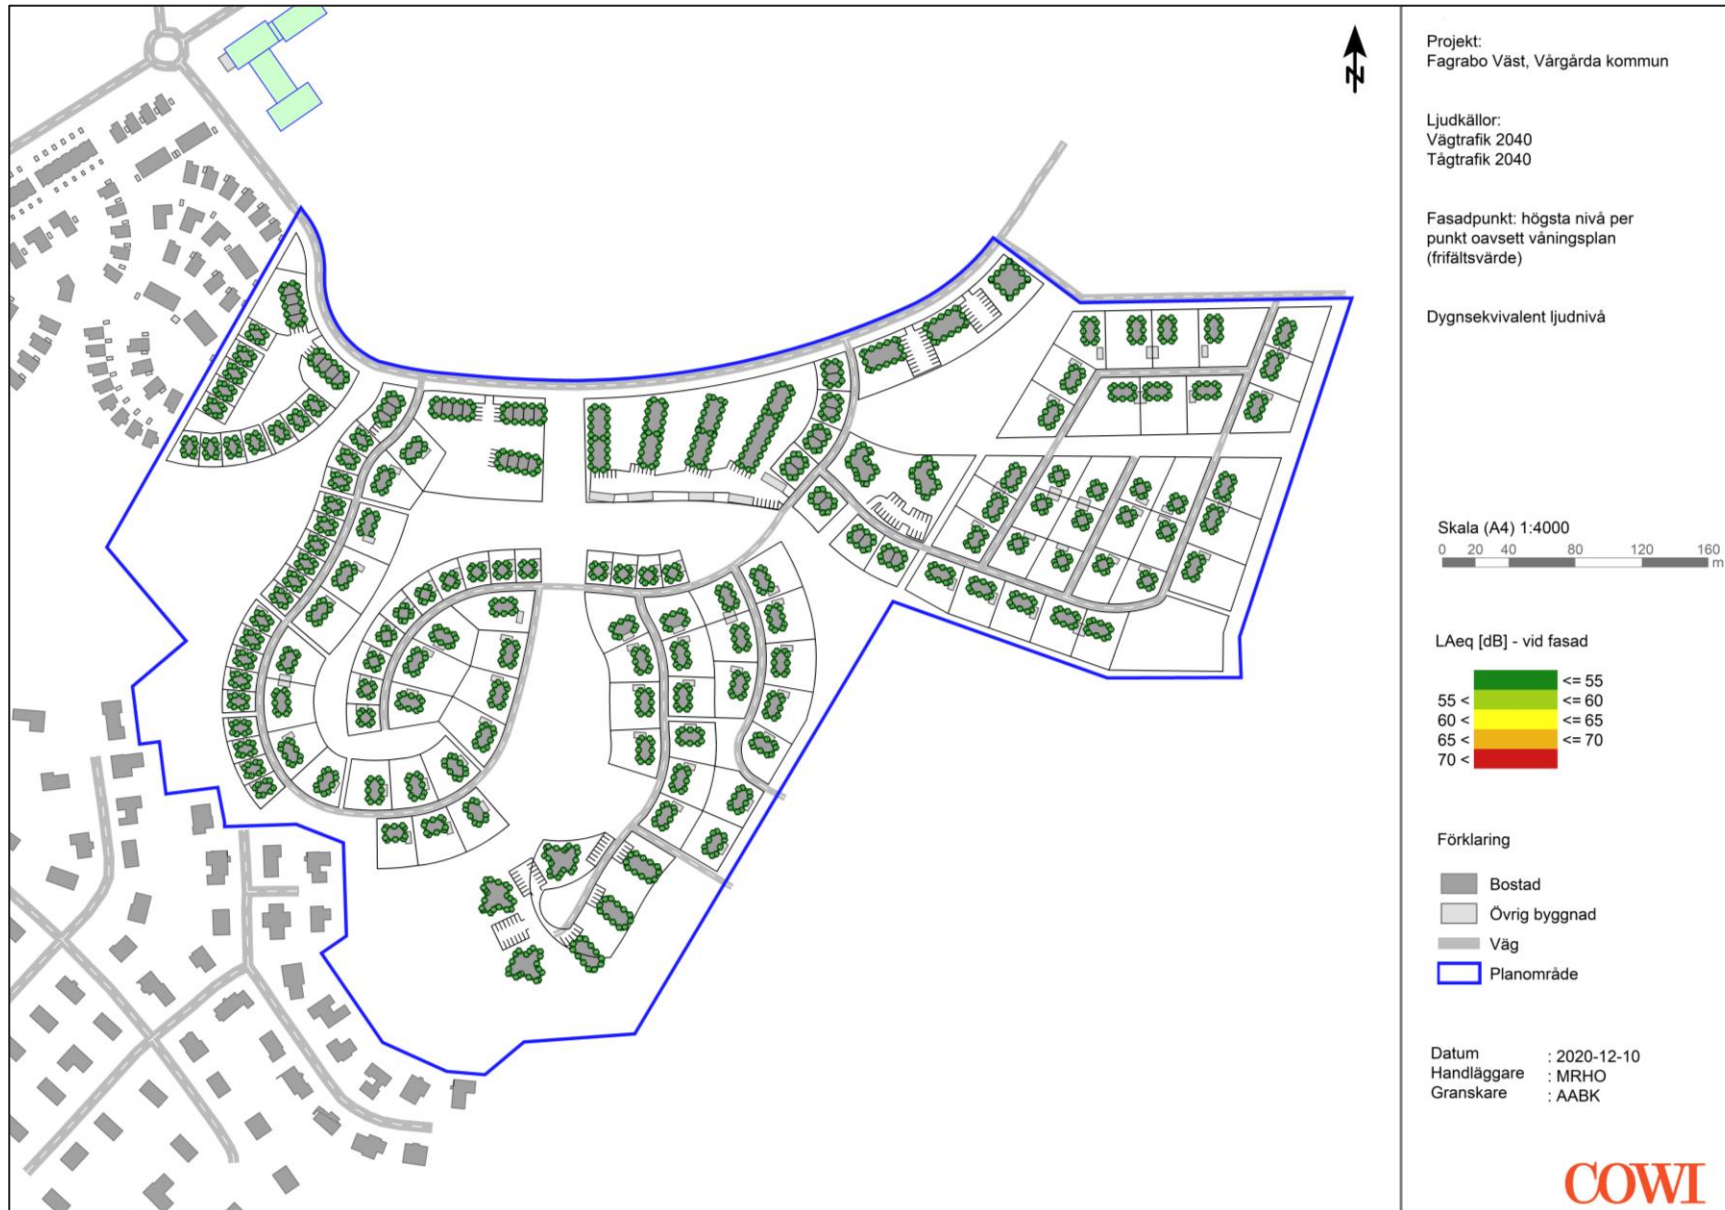 N
Projekt:
Fagrabo Väst, Vårgårda kommun
Ljudkällor:
Vägtrafik 2040
Tågtrafik 2040
Fasadpunkt: högsta nivå per
punkt oavsett våningsplan
(frifältsvärde)
Dygnsekvivalent ljudnivå
Skala (A4) 1:4000
0 20 40 80 120 160
m
LAeq [dB] - vid fasad
<= 55
55 < <= 60
60 < <= 65
65 < <= 70
70 <
Förklaring
Bostad
Övrig byggnad
Väg
Planområde
Datum : 2020-12-10
Handläggare : MRHO
Granskare : AABK
COWI